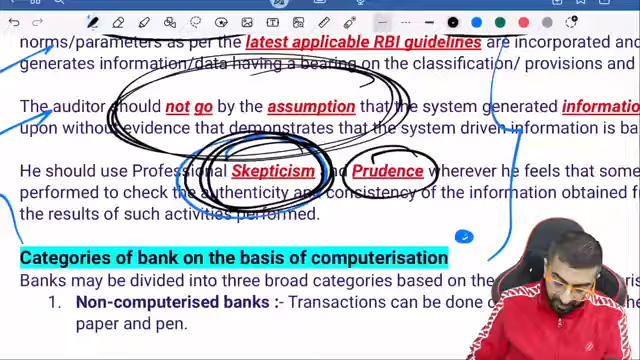 norms/parameters as per the latest applicable RBI guidelines are incorporated and
generates information/data having a bearing on the classification/ provisions and
The auditor should not go by the assumption that the system generated information
upon without evidence that demonstrates that the system driven information is ba
He should use Professional Skepticism and Prudence wherever he feels that some
performed to check the authenticity and consistency of the information obtained fr
the results of such activities performed.
Categories of bank on the basis of computerisation
Banks may be divided into three broad categories based on the
1. Non-computerised banks :- Transactions can be done
paper and pen.